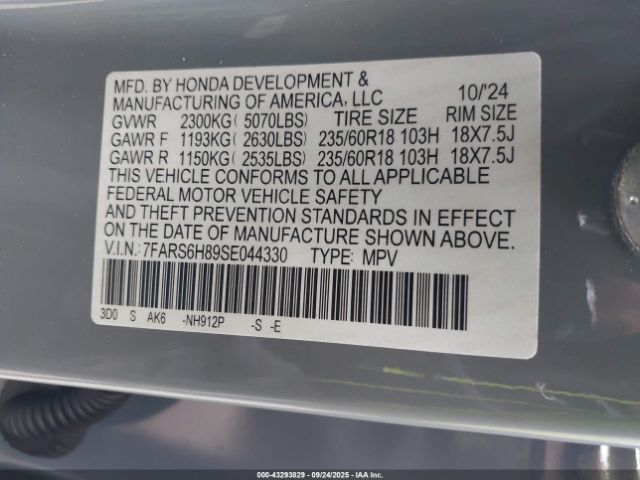 MFD. BY HONDA DEVELOPMENT & 10/'24
MANUFACTURING OF AMERICA, LLC
GVWR 2300KG ( 5070LBS) TIRE SIZE RIM SIZE
GAWR F 1193KG ( 2630LBS) 235/60R18 103H 18X7.5J
GAWR R 1150KG ( 2535LBS) 235/60R18 103H 18X7.5J
THIS VEHICLE CONFORMS TO ALL APPLICABLE
FEDERAL MOTOR VEHICLE SAFETY
AND THEFT PREVENTION STANDARDS IN EFFECT
ON THE DATE OF MANUFACTURE SHOWN ABOVE.
V.I.N.: 7FARS6H89SE044330 TYPE: MPV
3D0 S AK6 -NH912P -S -E
000-43293829 - 09/24/2025 - IAA Inc.